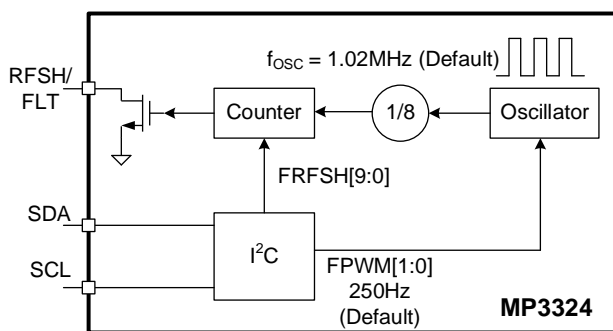 f_OSC = 1.02MHz (Default)
RFSH/
FLT
Counter
1/8
Oscillator
FRFSH[9:0]
SDA
I²C
SCL
FPWM[1:0]
250Hz
(Default)
MP3324